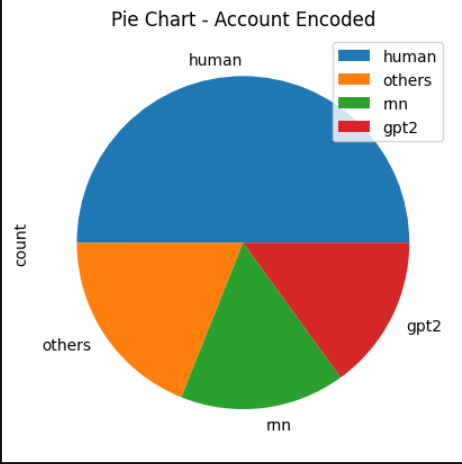 Pie Chart - Account Encoded
human
others
rnn
gpt2
human
count
others
gpt2
rnn